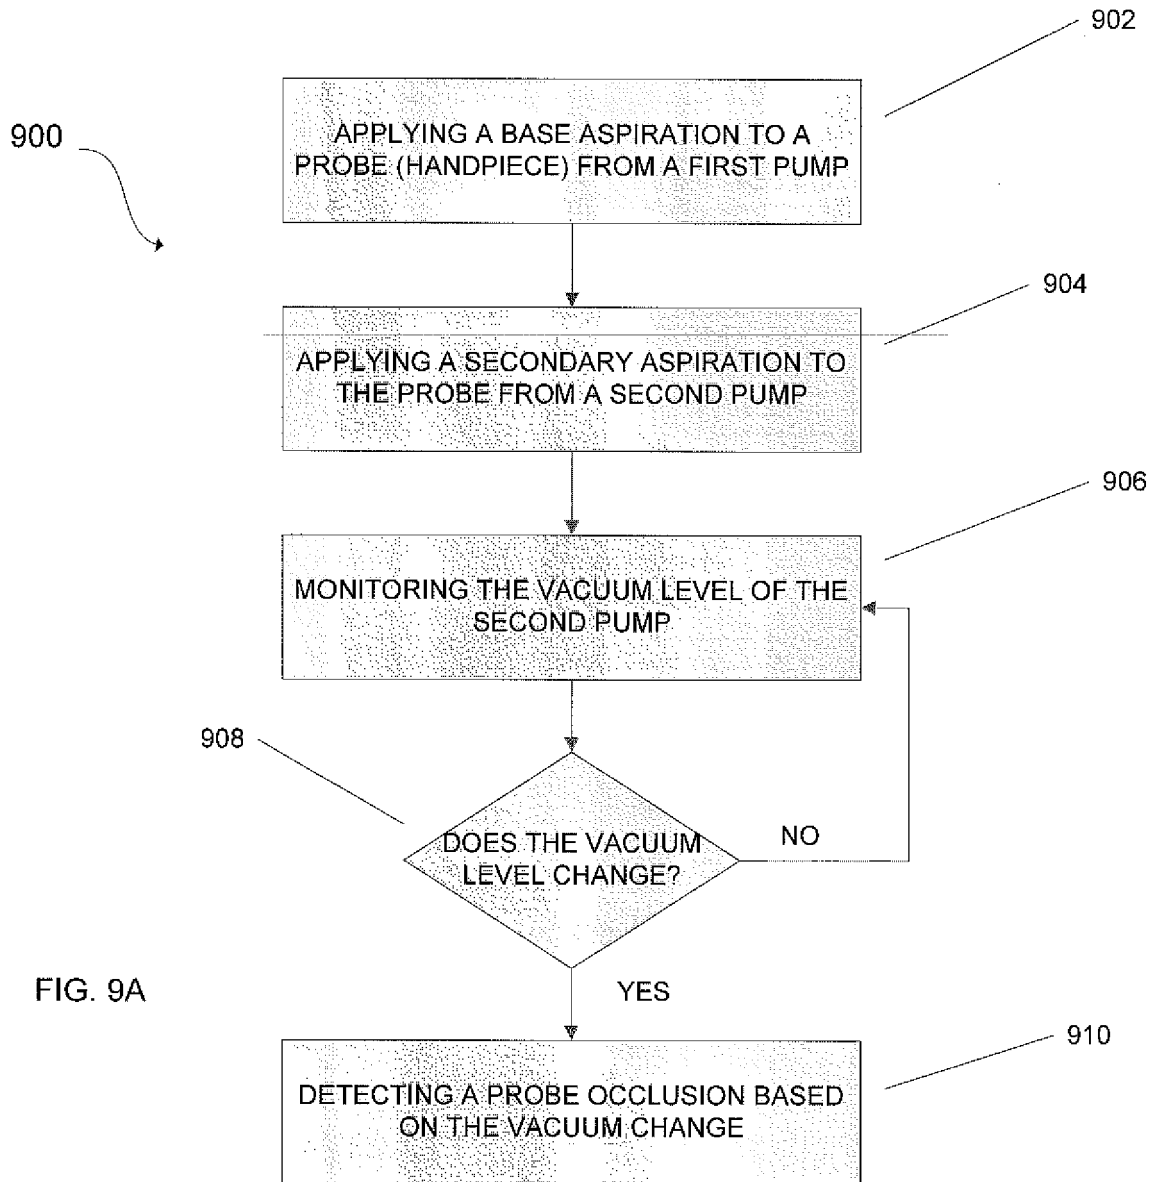 902
900
APPLYING A BASE ASPIRATION TO A
PROBE (HANDPIECE) FROM A FIRST PUMP
904
APPLYING A SECONDARY ASPIRATION TO
THE PROBE FROM A SECOND PUMP
906
MONITORING THE VACUUM LEVEL OF THE
SECOND PUMP
908
DOES THE VACUUM
LEVEL CHANGE?
NO
YES
FIG. 9A
910
DETECTING A PROBE OCCLUSION BASED
ON THE VACUUM CHANGE